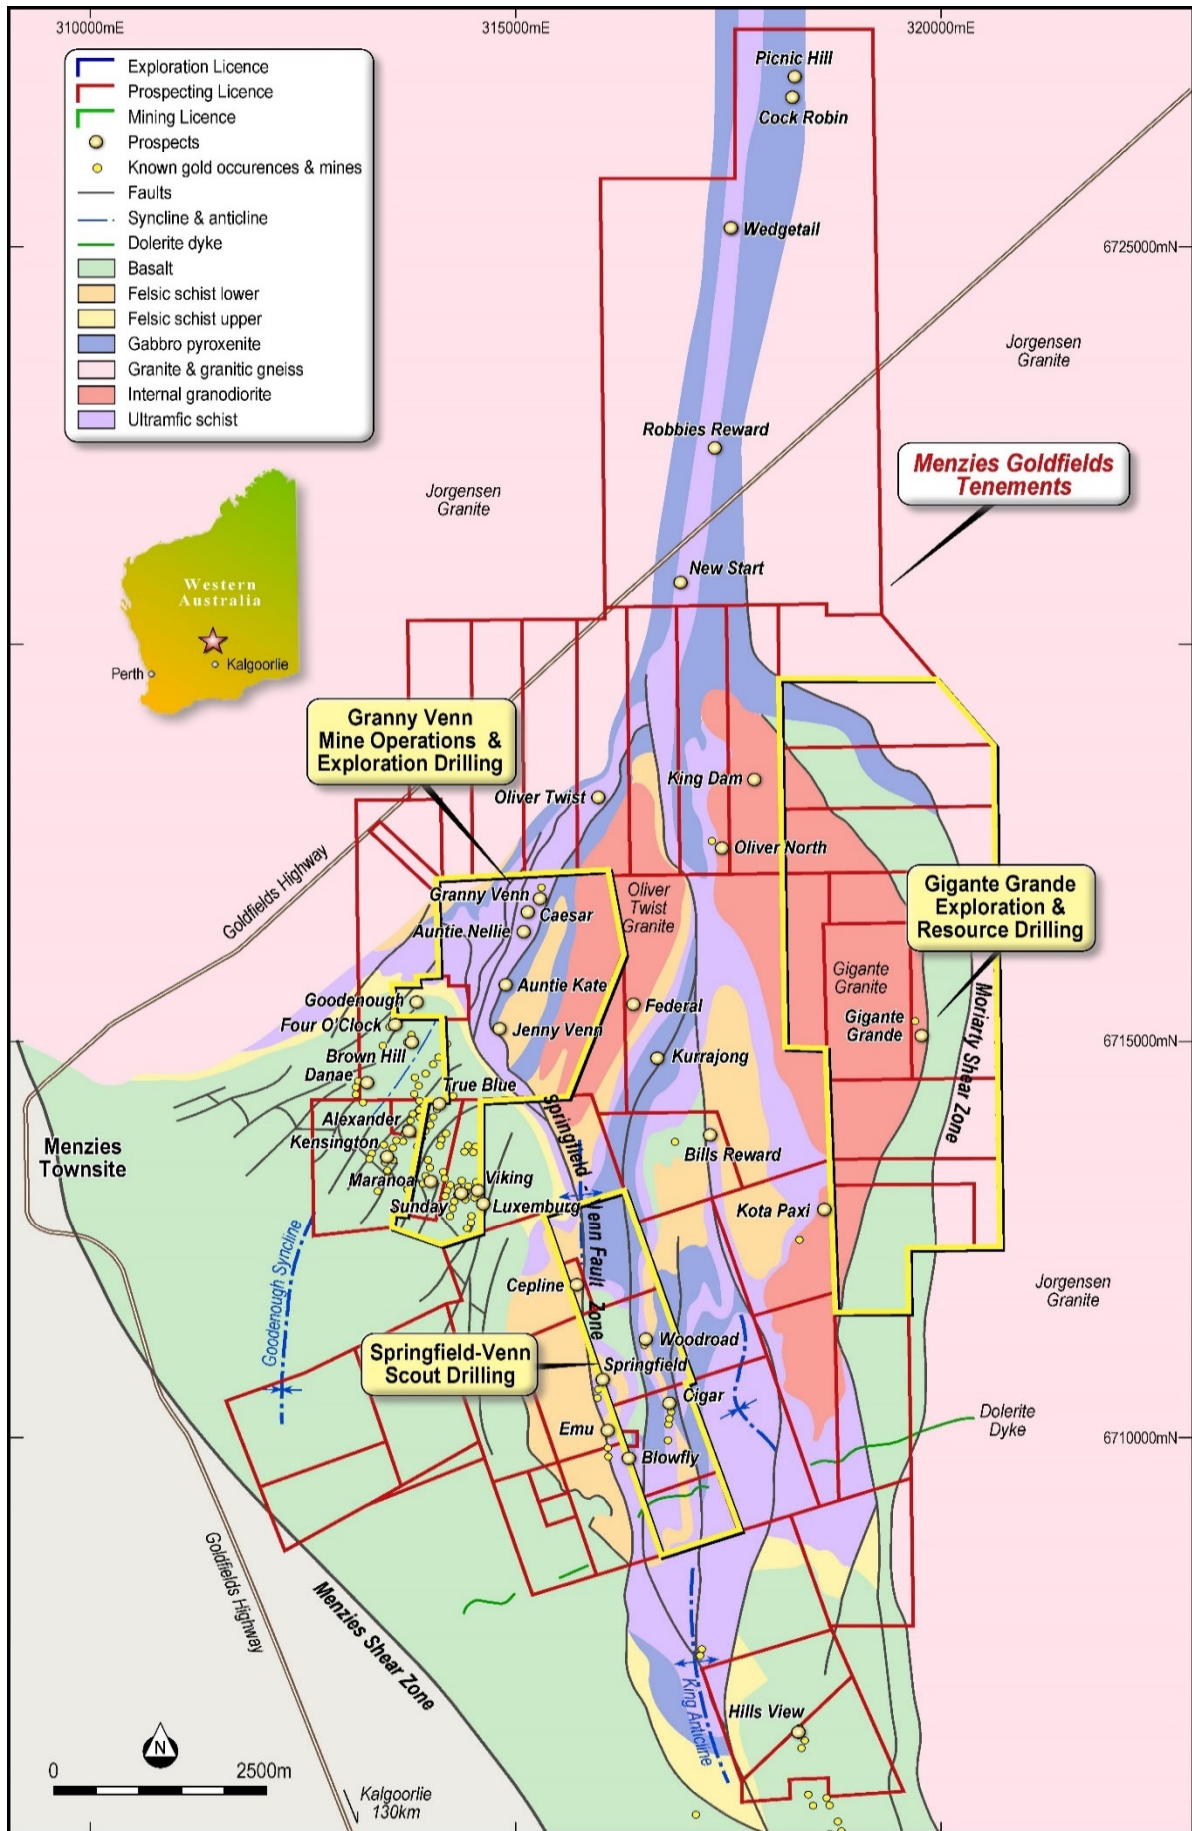 310000mE
315000mE
320000mE
Exploration Licence
Prospecting Licence
Mining Licence
Prospects
Known gold occurences & mines
Faults
Syncline & anticline
Dolerite dyke
Basalt
Felsic schist lower
Felsic schist upper
Gabbro pyroxenite
Granite & granitic gneiss
Internal granodiorite
Ultramfic schist
Picnic Hill
Cock Robin
Wedgetail
6725000mN
Jorgensen
Granite
Robbies Reward
Menzies Goldfields
Tenements
Jorgensen
Granite
New Start
Western
Australia
Perth
Kalgoorlie
Granny Venn
Mine Operations &
Exploration Drilling
King Dam
Oliver Twist
Oliver North
Goldfields Highway
Granny Venn
Caesar
Auntie Nellie
Oliver
Twist
Granite
Gigante Grande
Exploration &
Resource Drilling
Gigante
Granite
Auntie Kate
Goodenough
Federal
Four O'Clock
Jenny Venn
Gigante
Grande
Moriarty Shear Zone
Brown Hill
Kurrajong
6715000mN
Danae
True Blue
Alexander
Kensington
Menzies
Townsite
Springfield - Venn Fault Zone
Bills Reward
Maranoa
Viking
Sunday
Luxemburg
Kota Paxi
Goodenough Syncline
Cepline
Jorgensen
Granite
Woodroad
Springfield-Venn
Scout Drilling
Springfield
Cigar
Dolerite
Dyke
Emu
6710000mN
Blowfly
Goldfields Highway
Menzies Shear Zone
King Anticline
Hills View
N
0
2500m
Kalgoorlie
130km